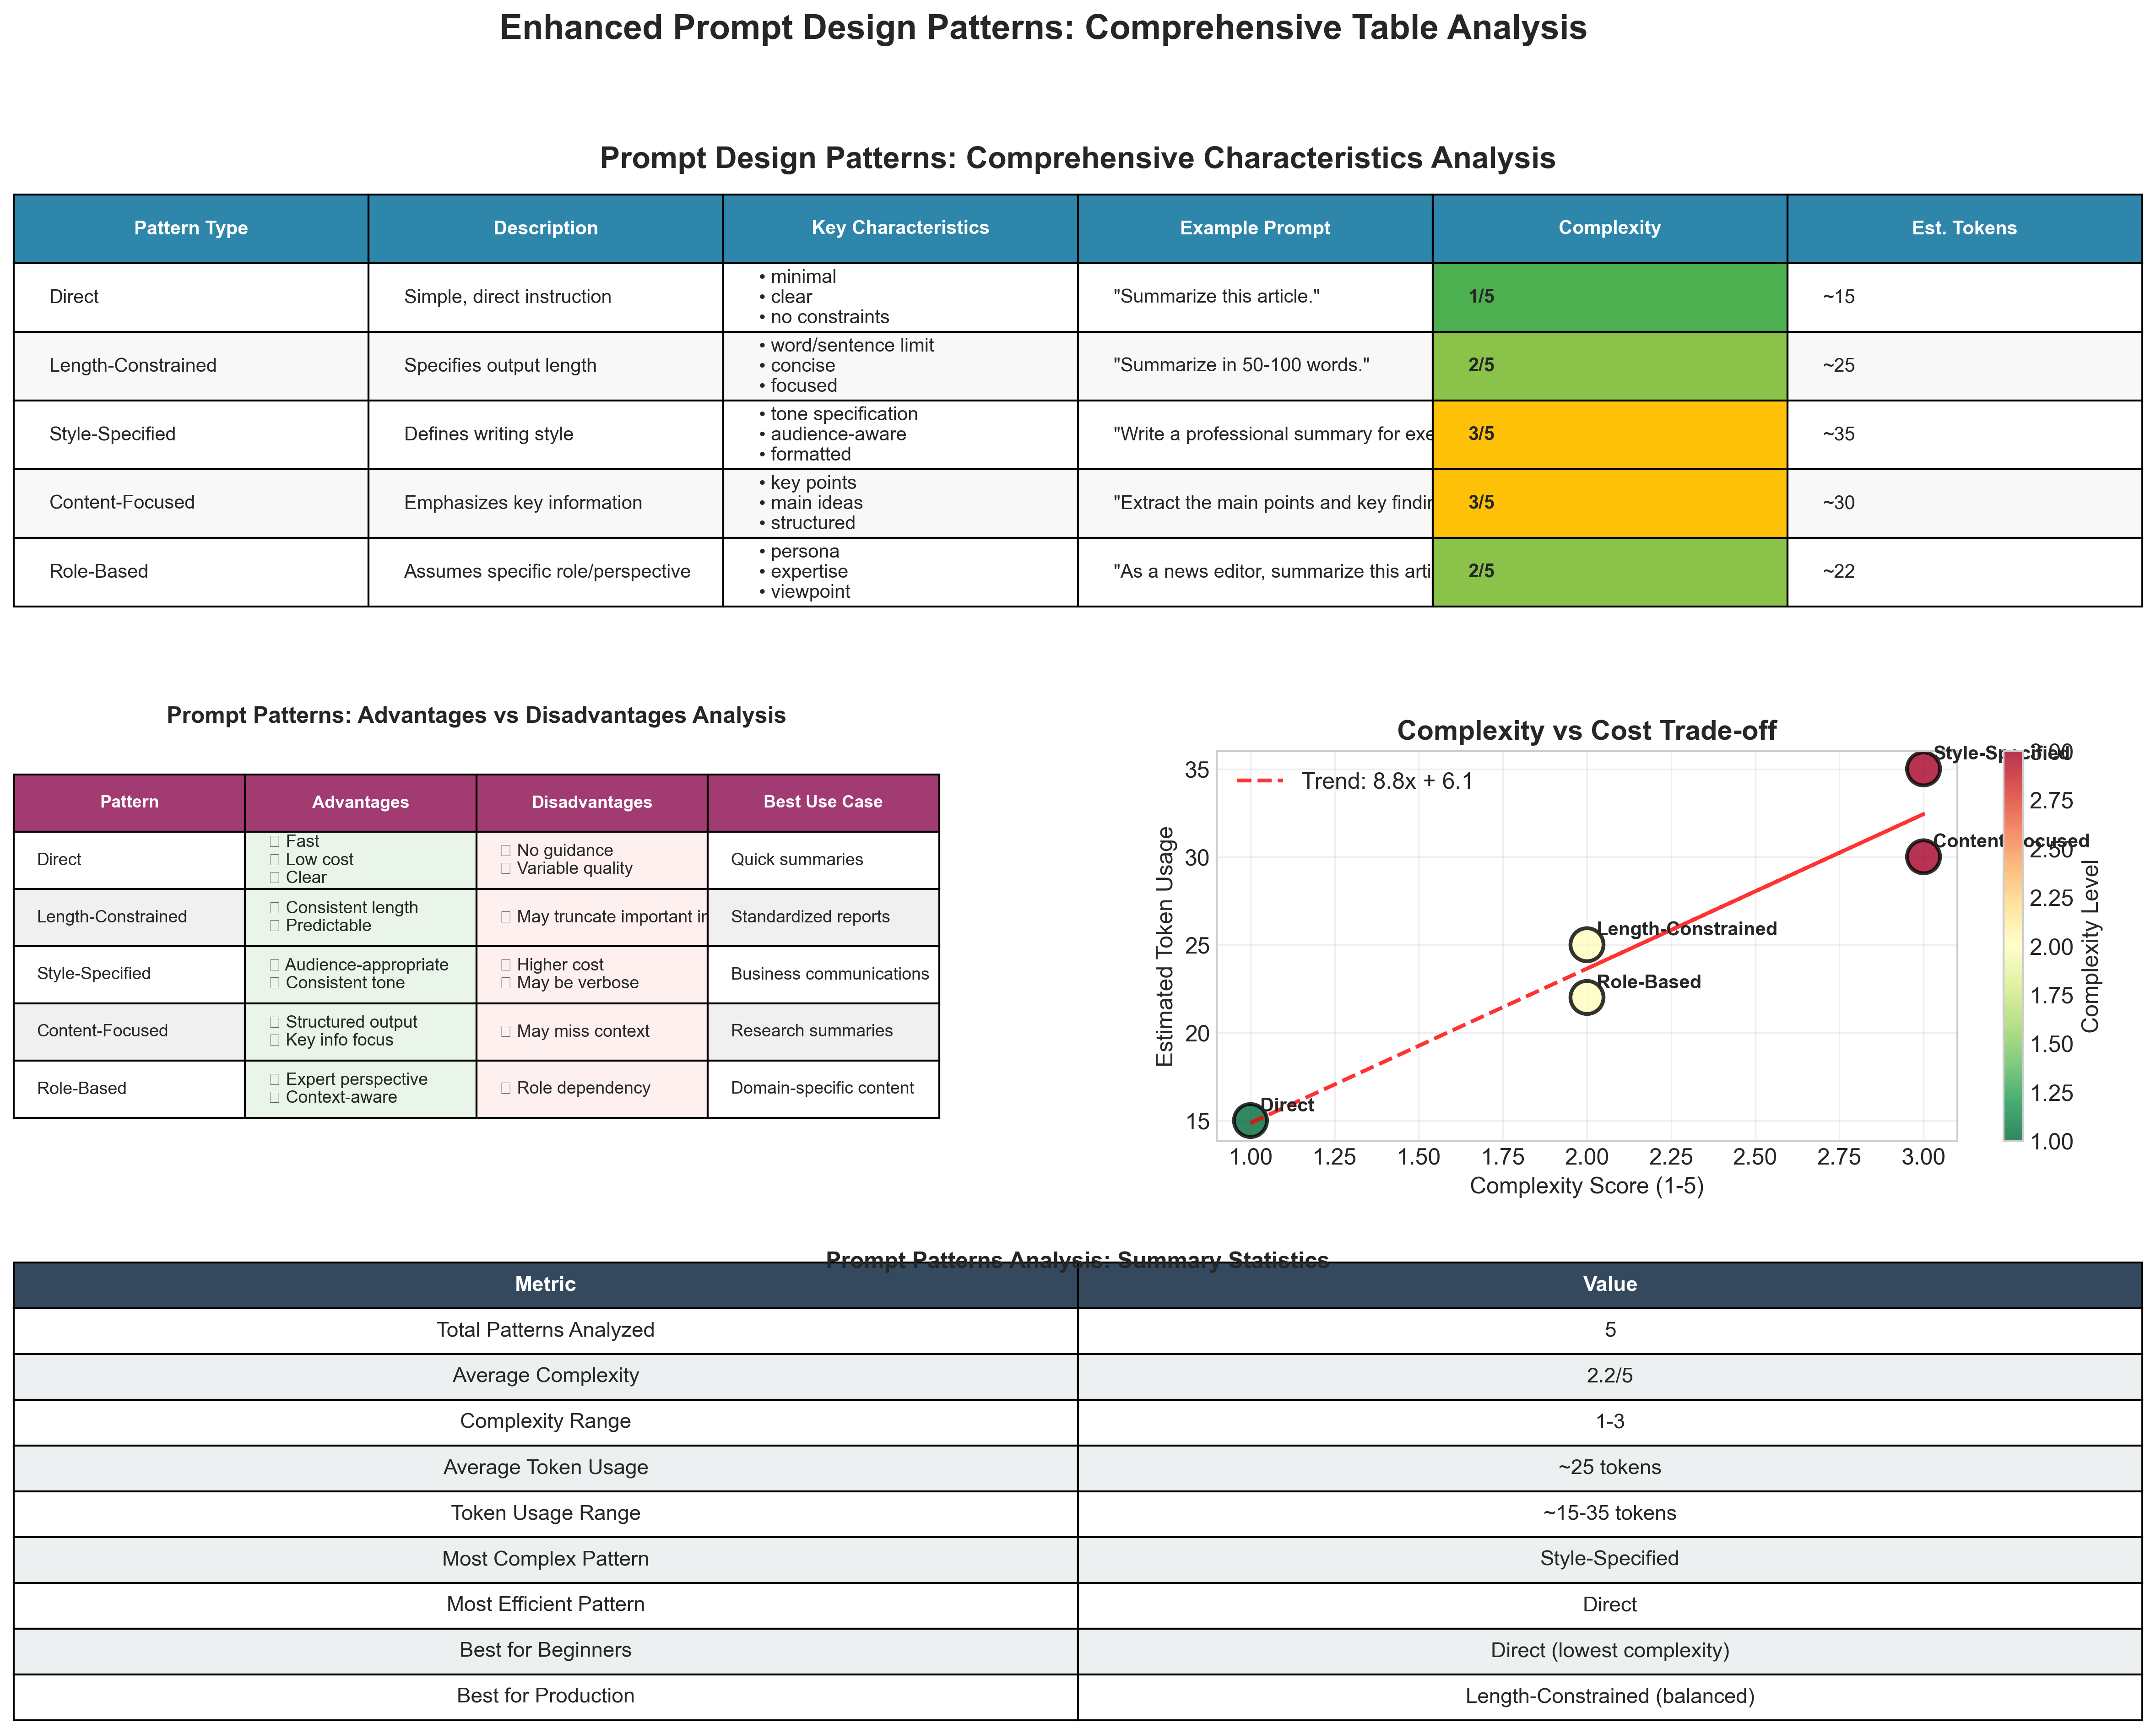 Enhanced Prompt Design Patterns: Comprehensive Table Analysis
Prompt Design Patterns: Comprehensive Characteristics Analysis
Pattern Type Description Key Characteristics Example Prompt Complexity Est. Tokens
Direct
Simple, direct instruction
• minimal
• clear
• no constraints
"Summarize this article."
1/5
~15
Length-Constrained
Specifies output length
• word/sentence limit
• concise
• focused
"Summarize in 50-100 words."
2/5
~25
Style-Specified
Defines writing style
• tone specification
• audience-aware
• formatted
"Write a professional summary for exe
3/5
~35
Content-Focused
Emphasizes key information
• key points
• main ideas
• structured
"Extract the main points and key findin
3/5
~30
Role-Based
Assumes specific role/perspective
• persona
• expertise
• viewpoint
"As a news editor, summarize this arti
2/5
~22
Prompt Patterns: Advantages vs Disadvantages Analysis
Pattern Advantages Disadvantages Best Use Case
Direct
▯ Fast
▯ Low cost
▯ Clear
▯ No guidance
▯ Variable quality
Quick summaries
Length-Constrained
▯ Consistent length
▯ Predictable
▯ May truncate important in
Standardized reports
Style-Specified
▯ Audience-appropriate
▯ Consistent tone
▯ Higher cost
▯ May be verbose
Business communications
Content-Focused
▯ Structured output
▯ Key info focus
▯ May miss context
Research summaries
Role-Based
▯ Expert perspective
▯ Context-aware
▯ Role dependency
Domain-specific content
Complexity vs Cost Trade-off
Trend: 8.8x + 6.1
Style-Specified
Content-Focused
Length-Constrained
Role-Based
Direct
Estimated Token Usage
35
30
25
20
15
1.00 1.25 1.50 1.75 2.00 2.25 2.50 2.75 3.00
Complexity Score (1-5)
3.00
2.75
2.50
2.25
2.00
1.75
1.50
1.25
1.00
Complexity Level
Prompt Patterns Analysis: Summary Statistics
Metric Value
Total Patterns Analyzed 5
Average Complexity 2.2/5
Complexity Range 1-3
Average Token Usage ~25 tokens
Token Usage Range ~15-35 tokens
Most Complex Pattern Style-Specified
Most Efficient Pattern Direct
Best for Beginners Direct (lowest complexity)
Best for Production Length-Constrained (balanced)